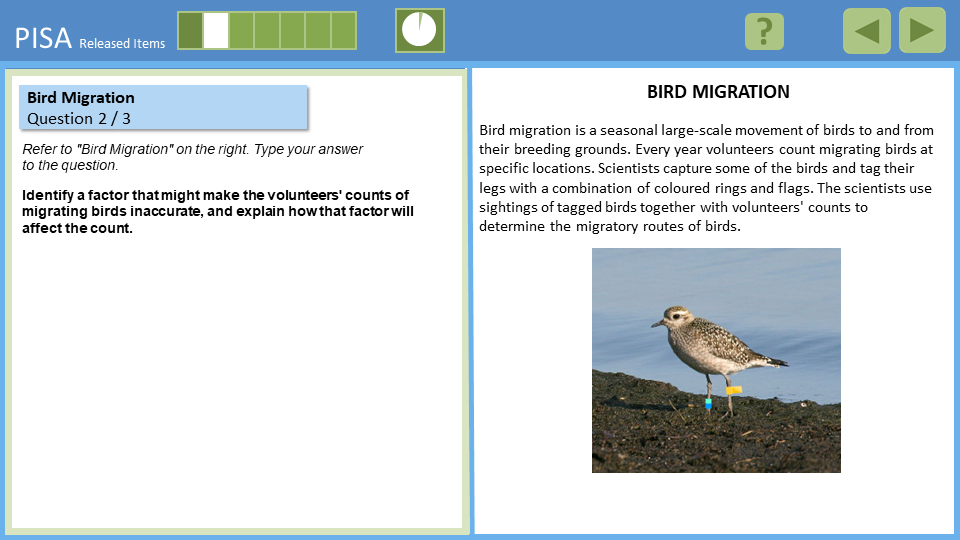 PISA Released Items
?
Bird Migration
Question 2 / 3
Refer to "Bird Migration" on the right. Type your answer
to the question.
Identify a factor that might make the volunteers' counts of
migrating birds inaccurate, and explain how that factor will
affect the count.
BIRD MIGRATION
Bird migration is a seasonal large-scale movement of birds to and from
their breeding grounds. Every year volunteers count migrating birds at
specific locations. Scientists capture some of the birds and tag their
legs with a combination of coloured rings and flags. The scientists use
sightings of tagged birds together with volunteers' counts to
determine the migratory routes of birds.